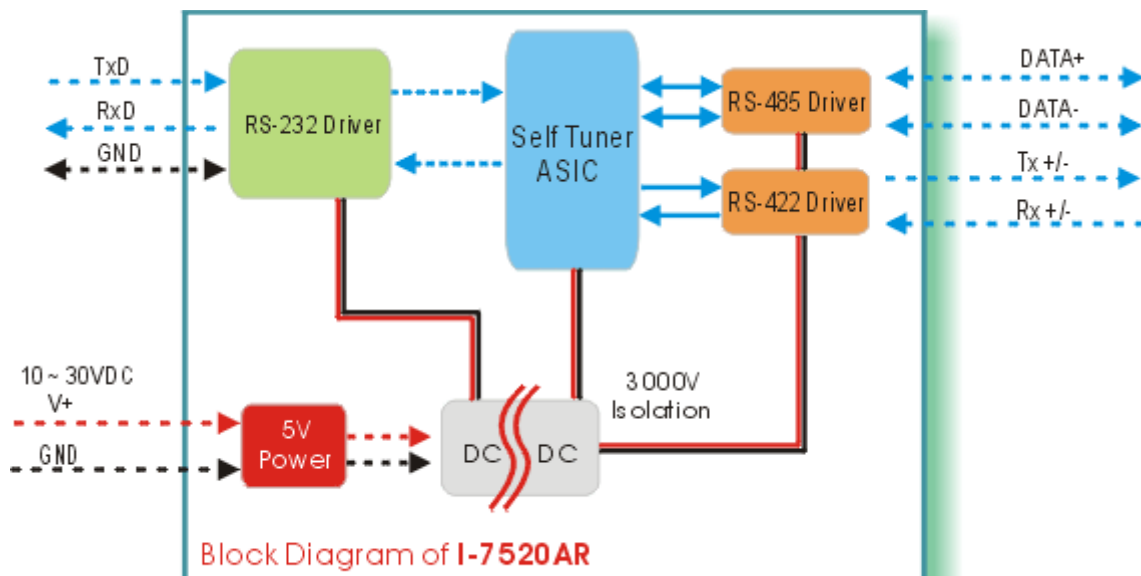 TxD
RxD
GND
RS-232 Driver
Self Tuner
ASIC
RS-485 Driver
RS-422 Driver
DATA+
DATA-
Tx +/-
Rx +/-
10 ~ 30VDC
V+
GND
5V
Power
DC
DC
3000V
Isolation
Block Diagram of I-7520AR